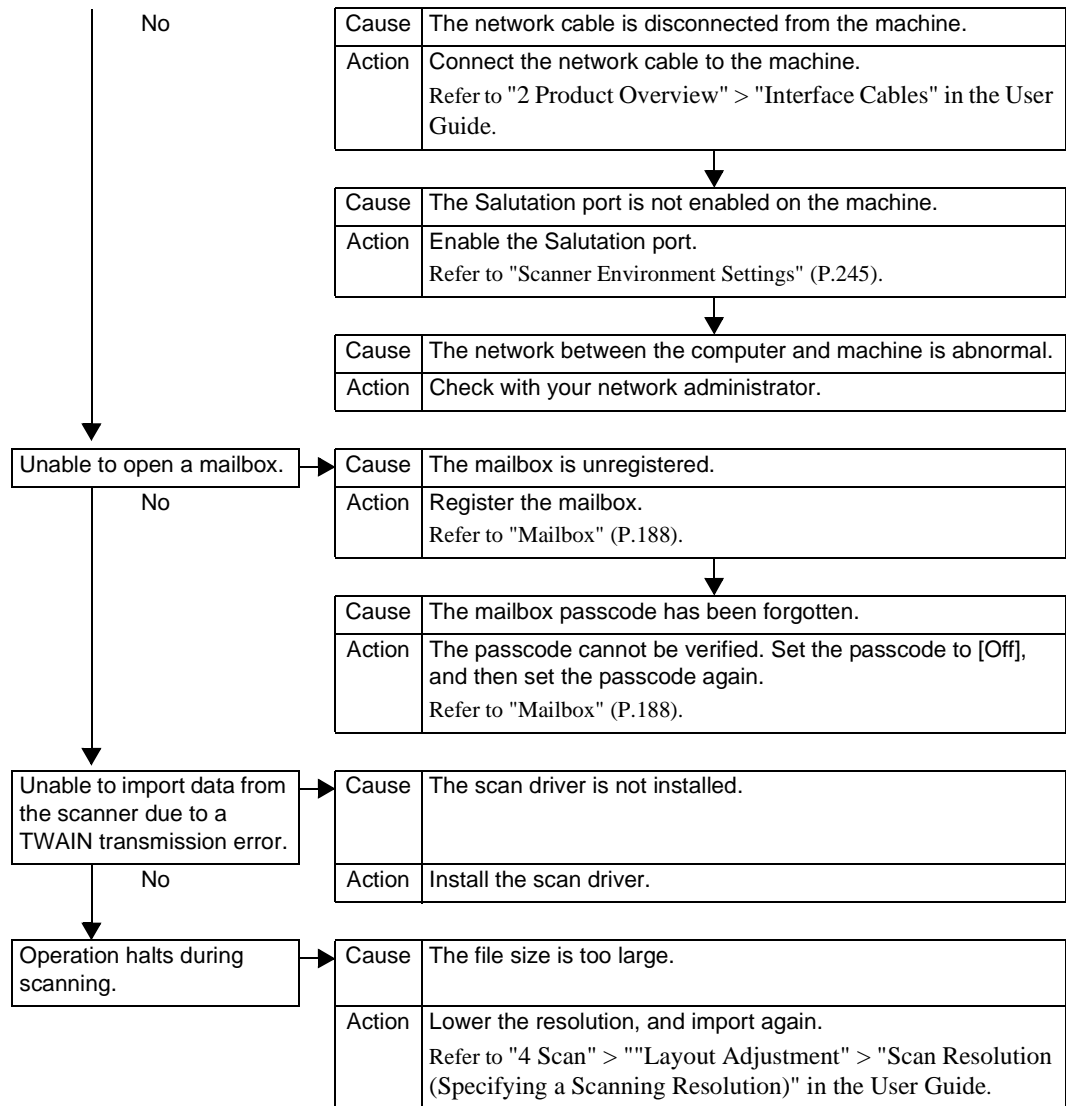 No
Cause The network cable is disconnected from the machine.
Action Connect the network cable to the machine.
Refer to "2 Product Overview" > "Interface Cables" in the User
Guide.
Cause The Salutation port is not enabled on the machine.
Action Enable the Salutation port.
Refer to "Scanner Environment Settings" (P.245).
Cause The network between the computer and machine is abnormal.
Action Check with your network administrator.
Unable to open a mailbox.
Cause The mailbox is unregistered.
No
Action Register the mailbox.
Refer to "Mailbox" (P.188).
Cause The mailbox passcode has been forgotten.
Action The passcode cannot be verified. Set the passcode to [Off],
and then set the passcode again.
Refer to "Mailbox" (P.188).
Unable to import data from
the scanner due to a
TWAIN transmission error.
Cause The scan driver is not installed.
No
Action Install the scan driver.
Operation halts during
scanning.
Cause The file size is too large.
Action Lower the resolution, and import again.
Refer to "4 Scan" > ""Layout Adjustment" > "Scan Resolution
(Specifying a Scanning Resolution)" in the User Guide.